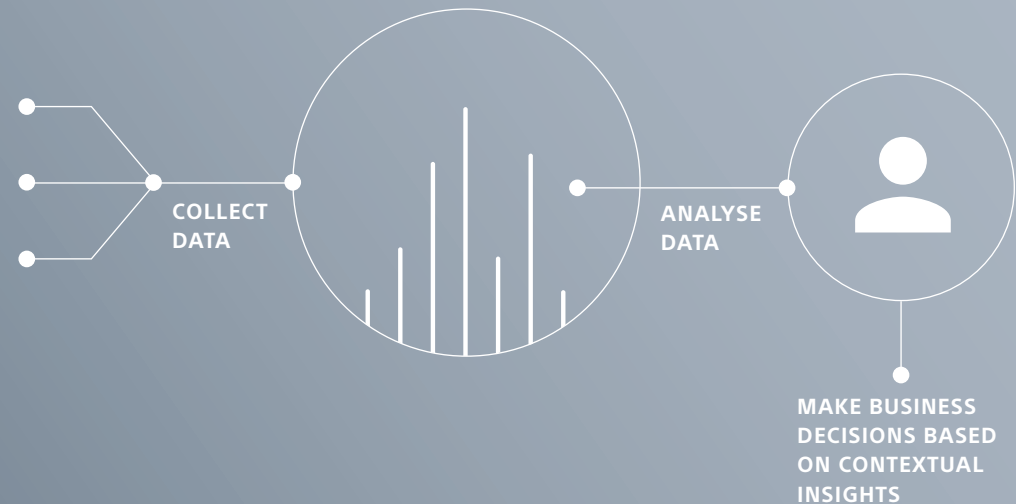 COLLECT
DATA
ANALYSE
DATA
MAKE BUSINESS
DECISIONS BASED
ON CONTEXTUAL
INSIGHTS